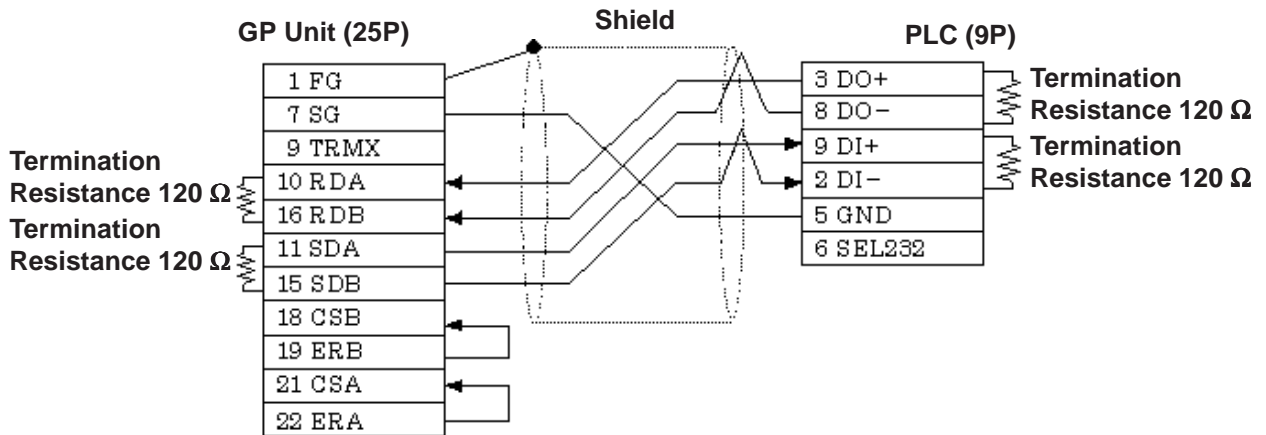 Shield
GP Unit (25P)
1 FG
7 SG
9 TRMX
10 RDA
16 RDB
11 SDA
15 SDB
18 CSB
19 ERB
21 CSA
22 ERA
Termination
Resistance 120 Ω
Termination
Resistance 120 Ω
PLC (9P)
3 DO+
8 DO-
9 DI+
2 DI-
5 GND
6 SEL232
Termination
Resistance 120 Ω
Termination
Resistance 120 Ω